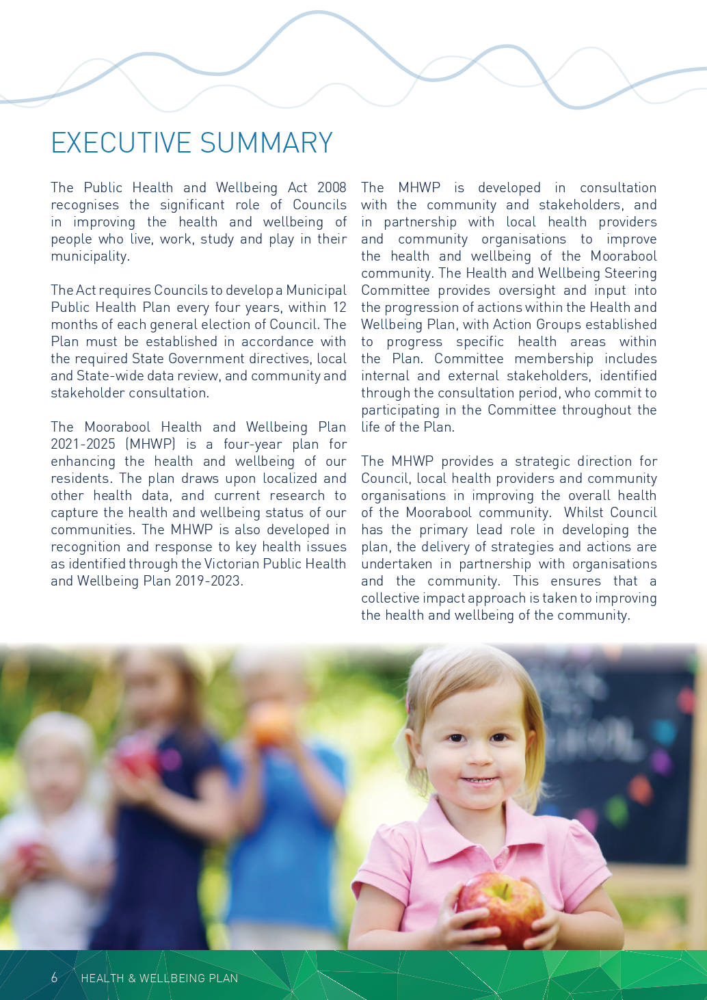 EXECUTIVE SUMMARY
The Public Health and Wellbeing Act 2008
recognises the significant role of Councils
in improving the health and wellbeing of
people who live, work, study and play in their
municipality.
The Act requires Councils to develop a Municipal
Public Health Plan every four years, within 12
months of each general election of Council. The
Plan must be established in accordance with
the required State Government directives, local
and State-wide data review, and community and
stakeholder consultation.
The Moorabool Health and Wellbeing Plan
2021-2025 (MHWP) is a four-year plan for
enhancing the health and wellbeing of our
residents. The plan draws upon localized and
other health data, and current research to
capture the health and wellbeing status of our
communities. The MHWP is also developed in
recognition and response to key health issues
as identified through the Victorian Public Health
and Wellbeing Plan 2019-2023.
The MHWP is developed in consultation
with the community and stakeholders, and
in partnership with local health providers
and community organisations to improve
the health and wellbeing of the Moorabool
community. The Health and Wellbeing Steering
Committee provides oversight and input into
the progression of actions within the Health and
Wellbeing Plan, with Action Groups established
to progress specific health areas within
the Plan. Committee membership includes
internal and external stakeholders, identified
through the consultation period, who commit to
participating in the Committee throughout the
life of the Plan.
The MHWP provides a strategic direction for
Council, local health providers and community
organisations in improving the overall health
of the Moorabool community. Whilst Council
has the primary lead role in developing the
plan, the delivery of strategies and actions are
undertaken in partnership with organisations
and the community. This ensures that a
collective impact approach is taken to improving
the health and wellbeing of the community.
6 HEALTH & WELLBEING PLAN